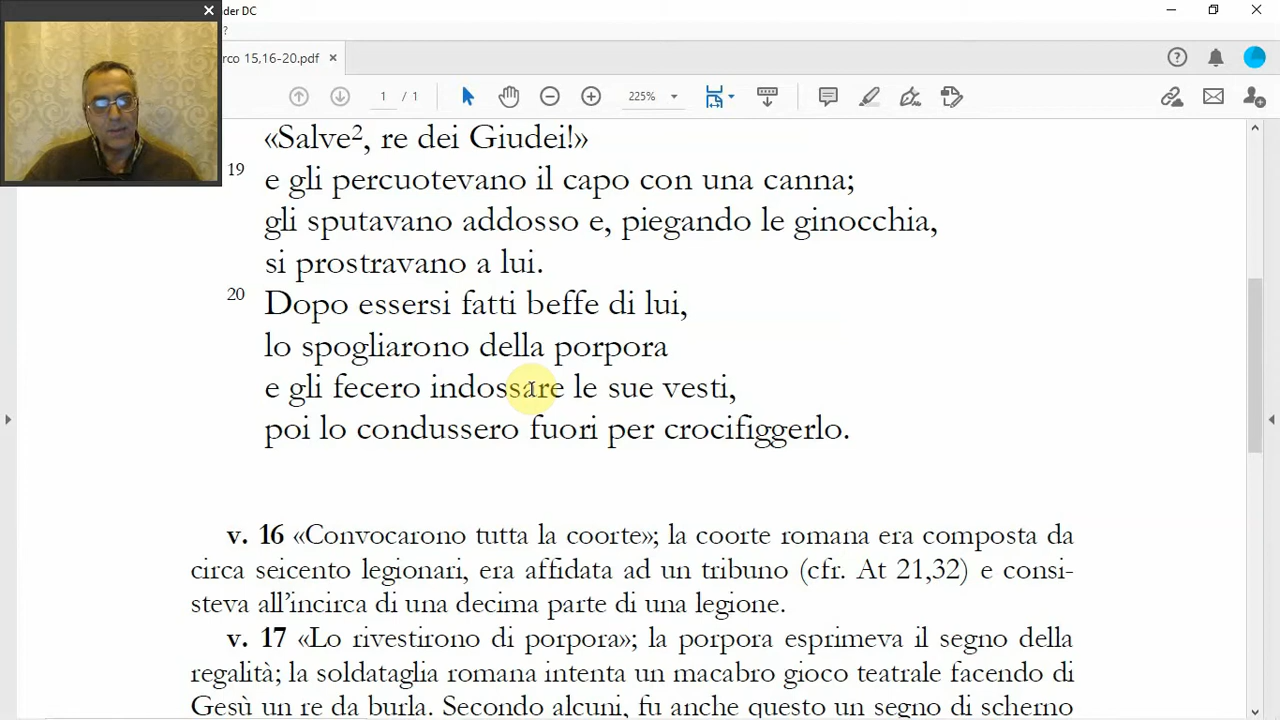 der DC
?
rco 15,16-20.pdf
1 / 1
225%
«Salve², re dei Giudei!»
19
e gli percuotevano il capo con una canna;
gli sputavano addosso e, piegando le ginocchia,
si prostravano a lui.
20
Dopo essersi fatti beffe di lui,
lo spogliarono della porpora
e gli fecero indossare le sue vesti,
poi lo condussero fuori per crocifiggerlo.
v. 16 «Convocarono tutta la coorte»; la coorte romana era composta da
circa seicento legionari, era affidata ad un tribuno (cfr. At 21,32) e consi-
steva all’incirca di una decima parte di una legione.
v. 17 «Lo rivestirono di porpora»; la porpora esprimeva il segno della
regalità; la soldataglia romana intenta un macabro gioco teatrale facendo di
Gesù un re da burla. Secondo alcuni, fu anche questo un segno di scherno